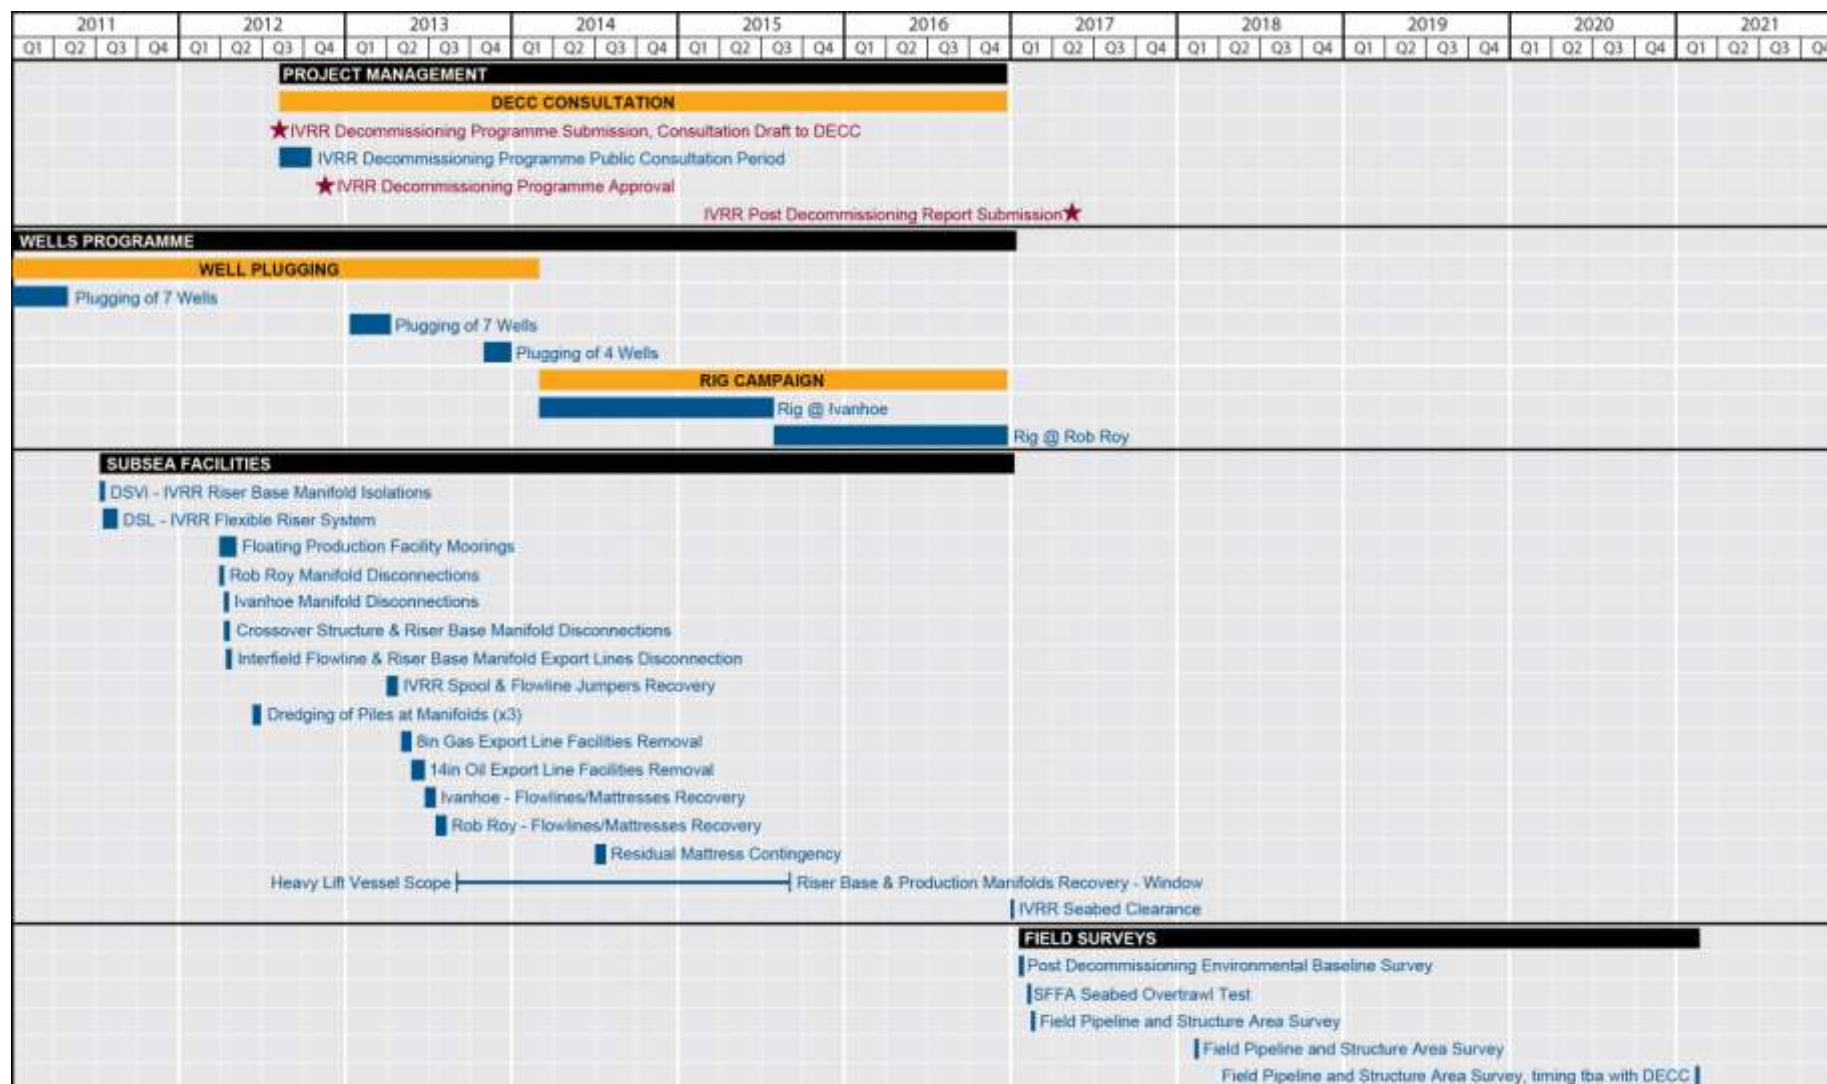 2011 2012 2013 2014 2015 2016 2017 2018 2019 2020 2021
Q1 Q2 Q3 Q4 Q1 Q2 Q3 Q4 Q1 Q2 Q3 Q4 Q1 Q2 Q3 Q4 Q1 Q2 Q3 Q4 Q1 Q2 Q3 Q4 Q1 Q2 Q3 Q4 Q1 Q2 Q3 Q4 Q1 Q2 Q3 Q4 Q1 Q2 Q3 Q4 Q1 Q2 Q3 Q4
PROJECT MANAGEMENT
DECC CONSULTATION
IVRR Decommissioning Programme Submission, Consultation Draft to DECC
IVRR Decommissioning Programme Public Consultation Period
IVRR Decommissioning Programme Approval
IVRR Post Decommissioning Report Submission
WELLS PROGRAMME
WELL PLUGGING
Plugging of 7 Wells
Plugging of 7 Wells
Plugging of 4 Wells
RIG CAMPAIGN
Rig @ Ivanhoe
Rig @ Rob Roy
SUBSEA FACILITIES
DSVI - IVRR Riser Base Manifold Isolations
DSL - IVRR Flexible Riser System
Floating Production Facility Moorings
Rob Roy Manifold Disconnections
Ivanhoe Manifold Disconnections
Crossover Structure & Riser Base Manifold Disconnections
Interfield Flowline & Riser Base Manifold Export Lines Disconnection
IVRR Spool & Flowline Jumpers Recovery
Dredging of Piles at Manifolds (x3)
8in Gas Export Line Facilities Removal
14in Oil Export Line Facilities Removal
Ivanhoe - Flowlines/Mattresses Recovery
Rob Roy - Flowlines/Mattresses Recovery
Residual Mattress Contingency
Heavy Lift Vessel Scope Riser Base & Production Manifolds Recovery - Window
IVRR Seabed Clearance
FIELD SURVEYS
Post Decommissioning Environmental Baseline Survey
SFFA Seabed Overtrawl Test
Field Pipeline and Structure Area Survey
Field Pipeline and Structure Area Survey
Field Pipeline and Structure Area Survey, timing tba with DECC